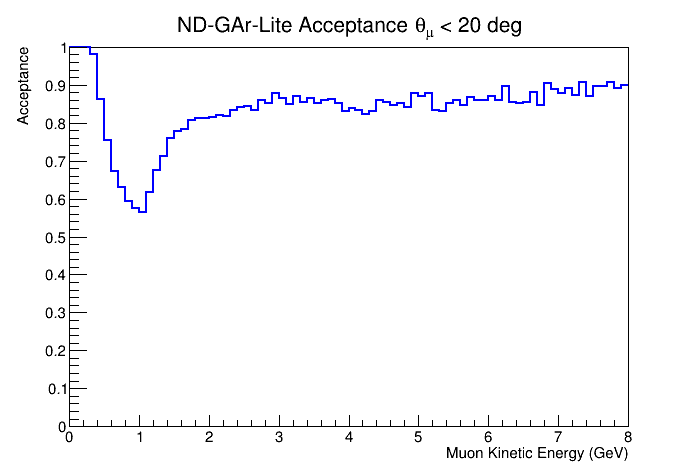 ND-GAr-Lite Acceptance θμ < 20 deg
Acceptance
1
0.9
0.8
0.7
0.6
0.5
0.4
0.3
0.2
0.1
0
0 1 2 3 4 5 6 7 8
Muon Kinetic Energy (GeV)